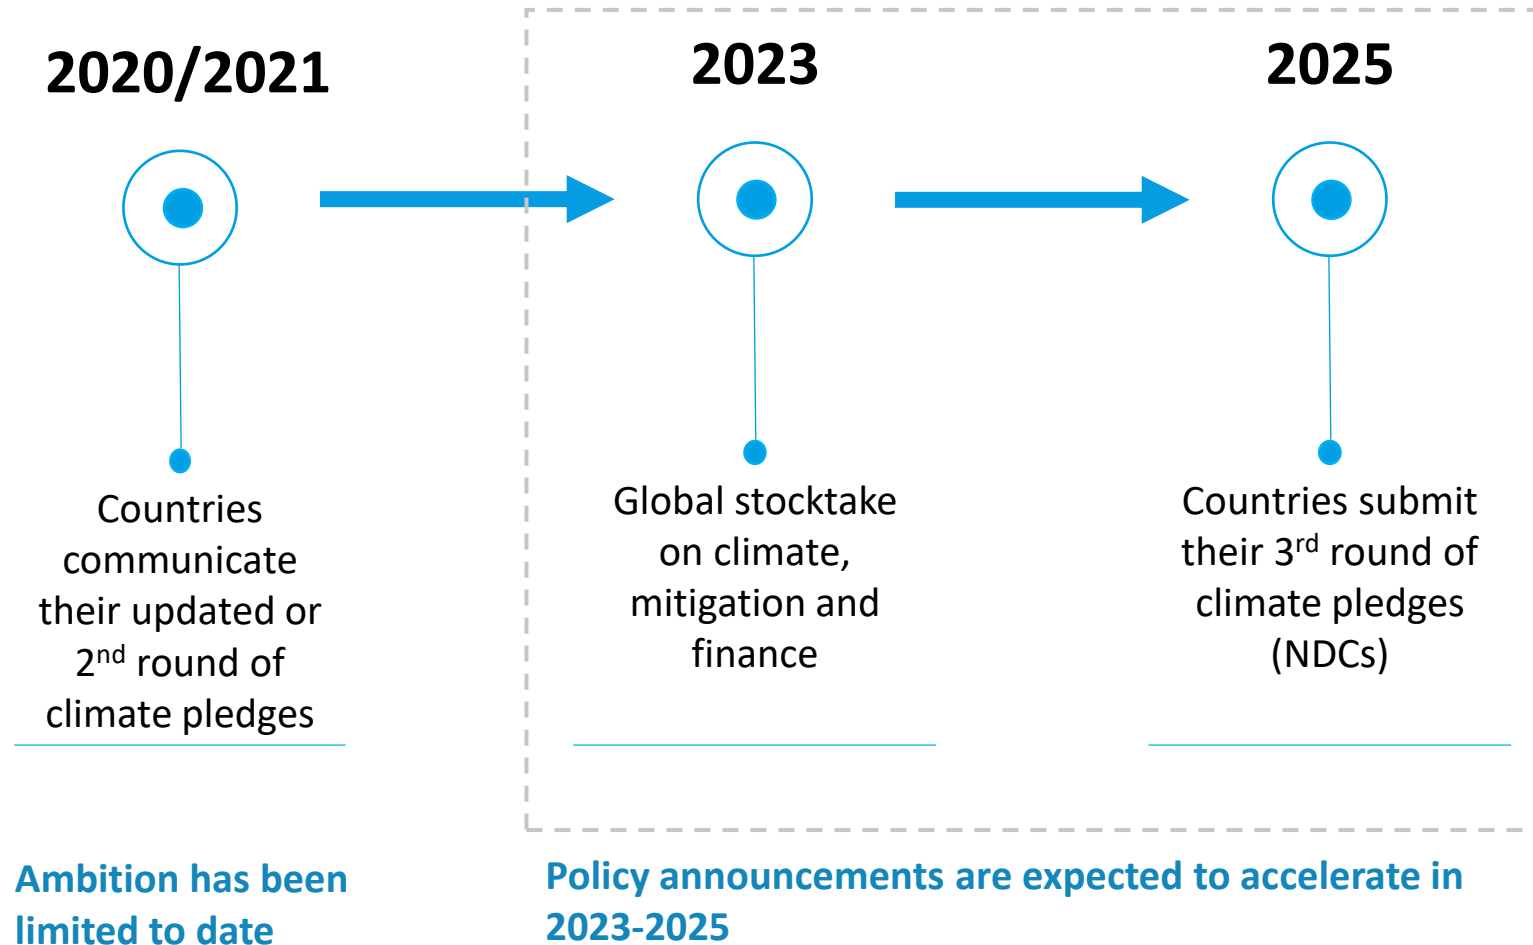 2020/2021
Countries
communicate
their updated or
2nd round of
climate pledges
Ambition has been
limited to date
2023
Global stocktake
on climate,
mitigation and
finance
2025
Countries submit
their 3rd round of
climate pledges
(NDCs)
Policy announcements are expected to accelerate in
2023-2025